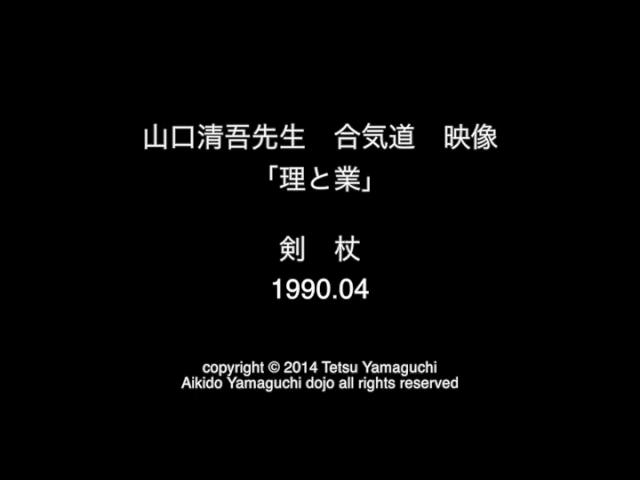 山口清吾先生　合気道　映像
「理と業」
剣　杖
1990.04
copyright © 2014 Tetsu Yamaguchi
Aikido Yamaguchi dojo all rights reserved